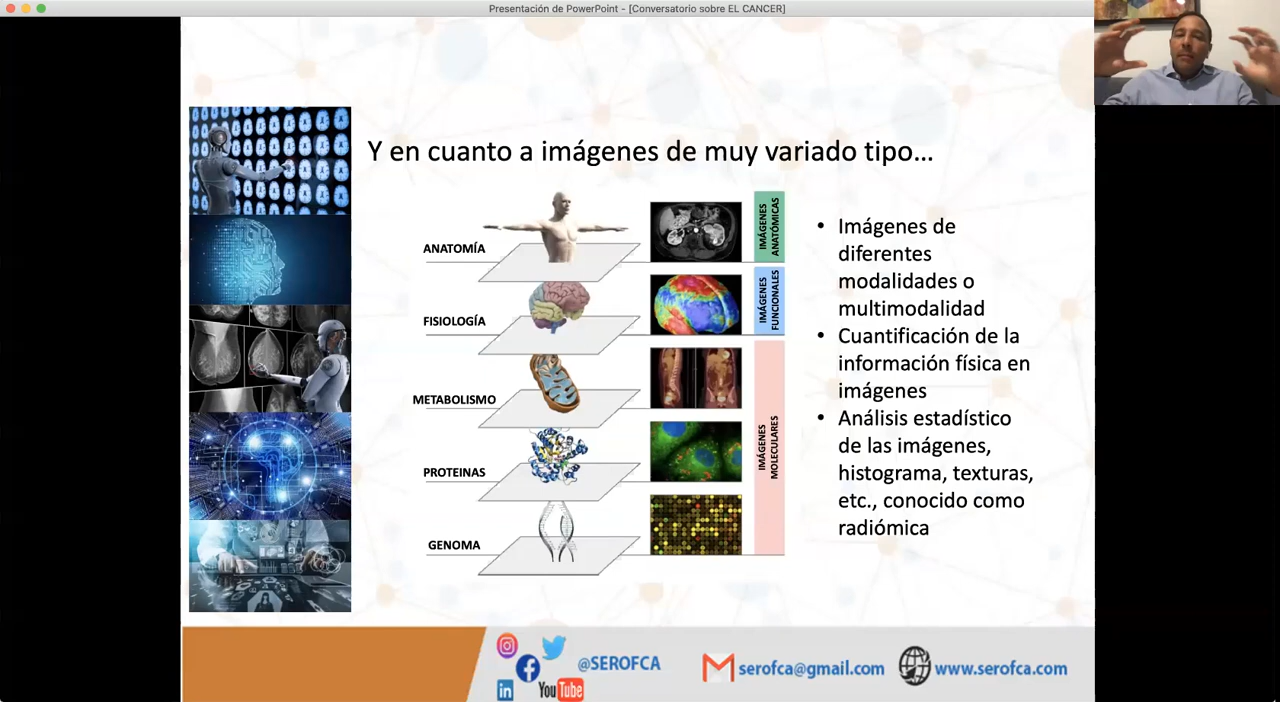 Presentación de PowerPoint - [Conversatorio sobre EL CANCER]
Y en cuanto a imágenes de muy variado tipo...
ANATOMÍA
FISIOLOGÍA
METABOLISMO
PROTEINAS
GENOMA
IMÁGENES
ANATÓMICAS
IMÁGENES
FUNCIONALES
IMÁGENES
MOLECULARES
• Imágenes de
diferentes
modalidades o
multimodalidad
• Cuantificación de la
información física en
imágenes
• Análisis estadístico
de las imágenes,
histograma, texturas,
etc., conocido como
radiómica
in
YouTube
@SEROFCA
serofca@gmail.com
www.serofca.com